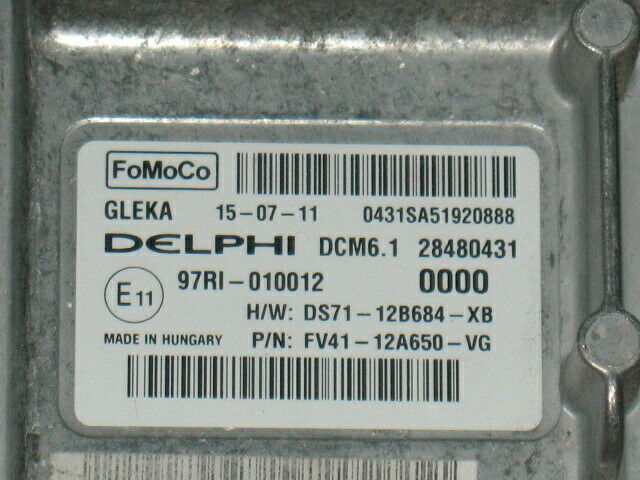 FoMoCo
GLEKA 15-07-11 0431SA51920888
DELPHI DCM6.1 28480431
97RI-010012 0000
E11
H/W: DS71-12B684-XB
MADE IN HUNGARY P/N: FV41-12A650-VG